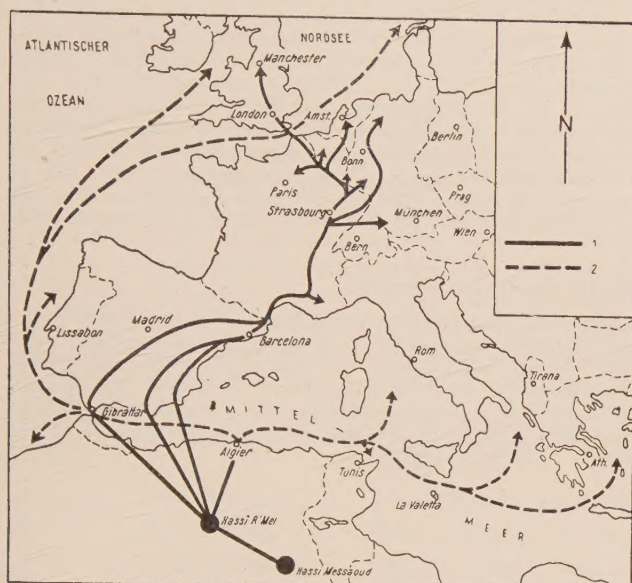 ATLANTISCHER
OZEAN
NORDSEE
N
Manchester
London
Amst.
Berlin
Bonn
Paris
Prag
Strasbourg
München
Wien
Bern
1
2
Lissabon
Madrid
Barcelona
Rom
Tirana
Gibraltar
MITTEL
Algier
Tunis
Ath.
La Valetta
MEER
Hassi R'Mel
Hassi Messaoud